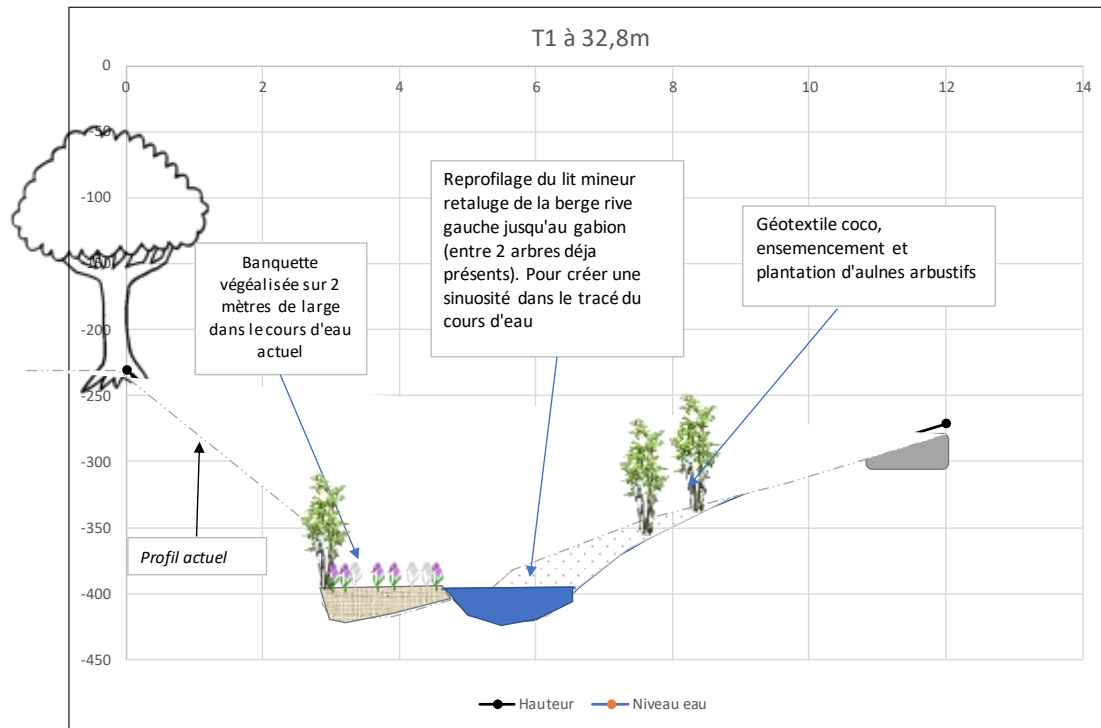 T1 à 32,8m
0
0 2 4 6 8 10 12 14
-50
-100
-150
-200
-250
-300
-350
-400
-450
Banquette
végéalisée sur 2
mètres de large
dans le cours d'eau
actuel
Reprofilage du lit mineur
retaluge de la berge rive
gauche jusqu'au gabion
(entre 2 arbres déja
présents). Pour créer une
sinuosité dans le tracé du
cours d'eau
Géotextile coco,
ensemencement et
plantation d'aulnes arbustifs
Profil actuel
Hauteur Niveau eau